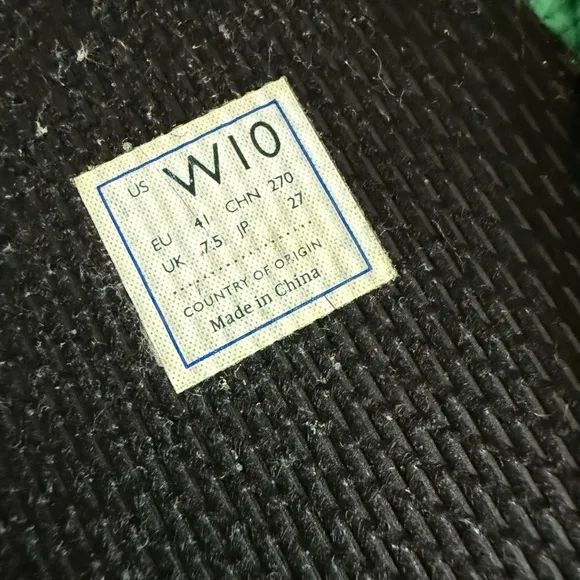 US W10
EU 41 CHN 270
UK 7.5 JP 27
COUNTRY OF ORIGIN
Made in China